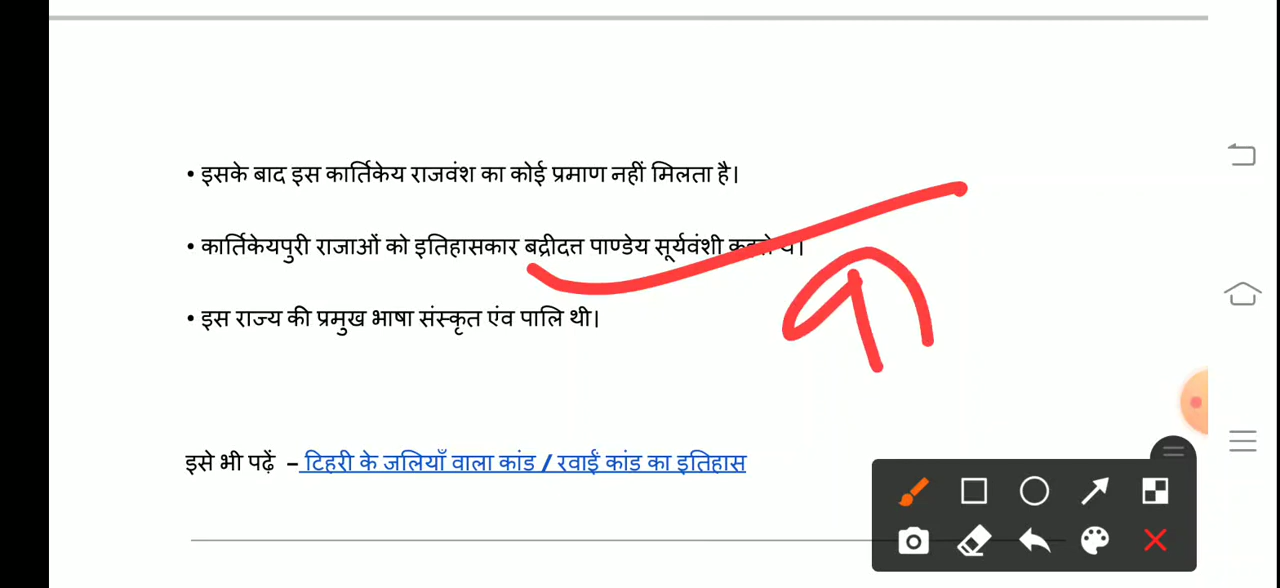 • इसके बाद इस कार्तिकेय राजवंश का कोई प्रमाण नहीं मिलता है।
• कार्तिकेयपुरी राजाओं को इतिहासकार बद्रीदत्त पाण्डेय सूर्यवंशी कहते थे।
• इस राज्य की प्रमुख भाषा संस्कृत एंव पालि थी।
इसे भी पढ़ें – टिहरी के जलियाँ वाला कांड / रवाईं कांड का इतिहास